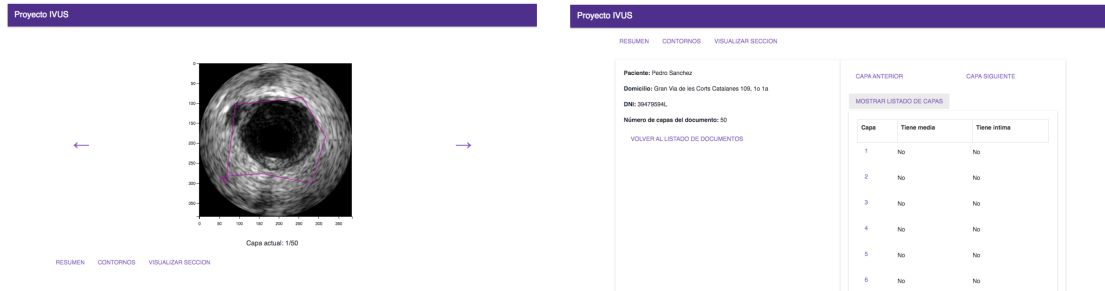 Proyecto IVUS
0
50
100
150
200
250
300
350
0 50 100 150 200 250 300 350
Capa actual: 1/50
RESUMEN CONTORNOS VISUALIZAR SECCION
Proyecto IVUS
RESUMEN CONTORNOS VISUALIZAR SECCION
Paciente: Pedro Sanchez
Domicilio: Gran Via de les Corts Catalanes 109, 1o 1a
DNI: 39479594L
Número de capas del documento: 50
VOLVER AL LISTADO DE DOCUMENTOS
CAPA ANTERIOR CAPA SIGUIENTE
MOSTRAR LISTADO DE CAPAS
Capa Tiene media Tiene intima
1 No No
2 No No
3 No No
4 No No
5 No No
6 No No